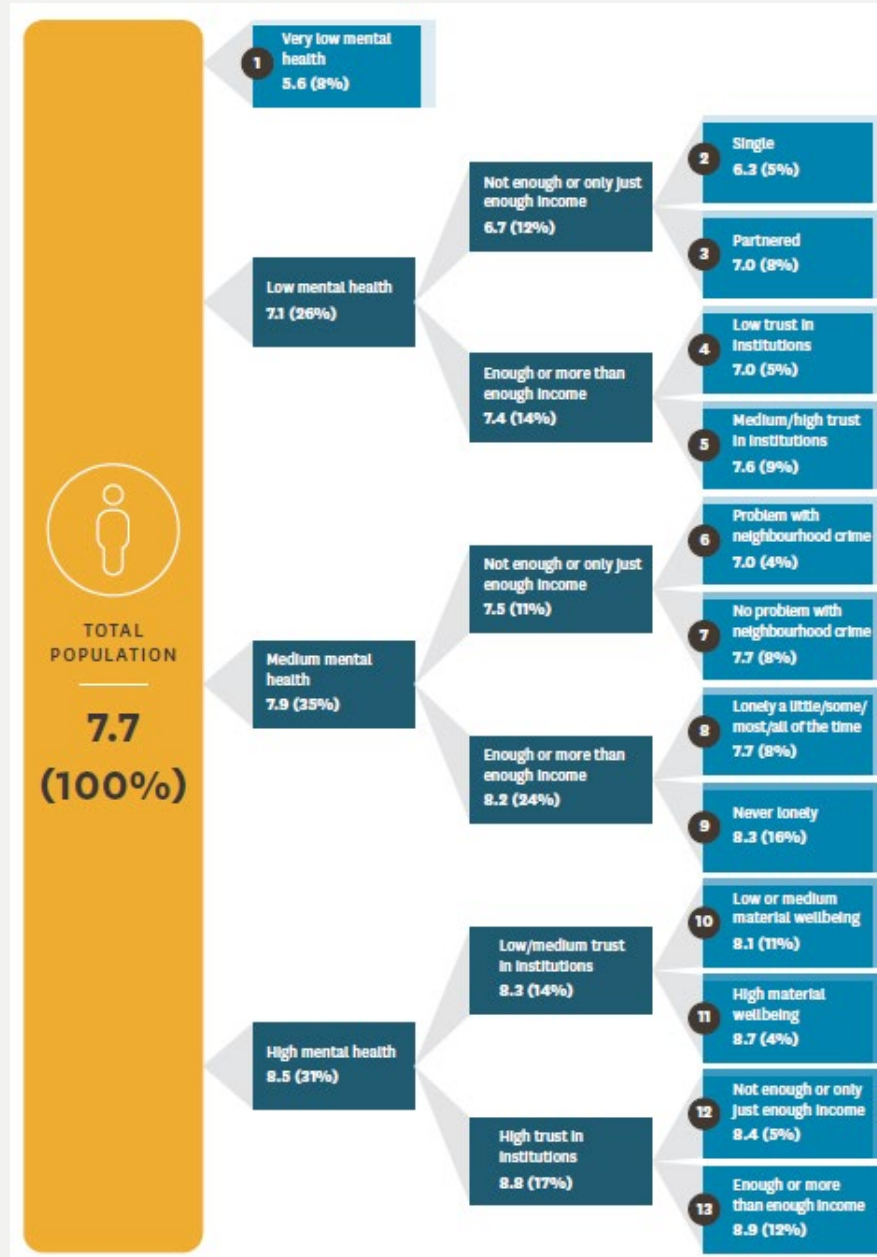 TOTAL
POPULATION
7.7
(100%)
1
Very low mental
health
5.6 (8%)
Low mental health
7.1 (26%)
Not enough or only just
enough income
6.7 (12%)
2
Single
6.3 (5%)
3
Partnered
7.0 (8%)
Enough or more than
enough income
7.4 (14%)
4
Low trust in
institutions
7.0 (5%)
5
Medium/high trust
in institutions
7.6 (9%)
Medium mental
health
7.9 (35%)
Not enough or only just
enough income
7.5 (11%)
6
Problem with
neighbourhood crime
7.0 (4%)
7
No problem with
neighbourhood crime
7.7 (8%)
Enough or more than
enough income
8.2 (24%)
8
Lonely a little/some/
most/all of the time
7.7 (8%)
9
Never lonely
8.3 (16%)
High mental health
8.5 (31%)
Low/medium trust
in institutions
8.3 (14%)
10
Low or medium
material wellbeing
8.1 (11%)
11
High material
wellbeing
8.7 (4%)
High trust in
institutions
8.8 (17%)
12
Not enough or only
just enough income
8.4 (5%)
13
Enough or more
than enough income
8.9 (12%)